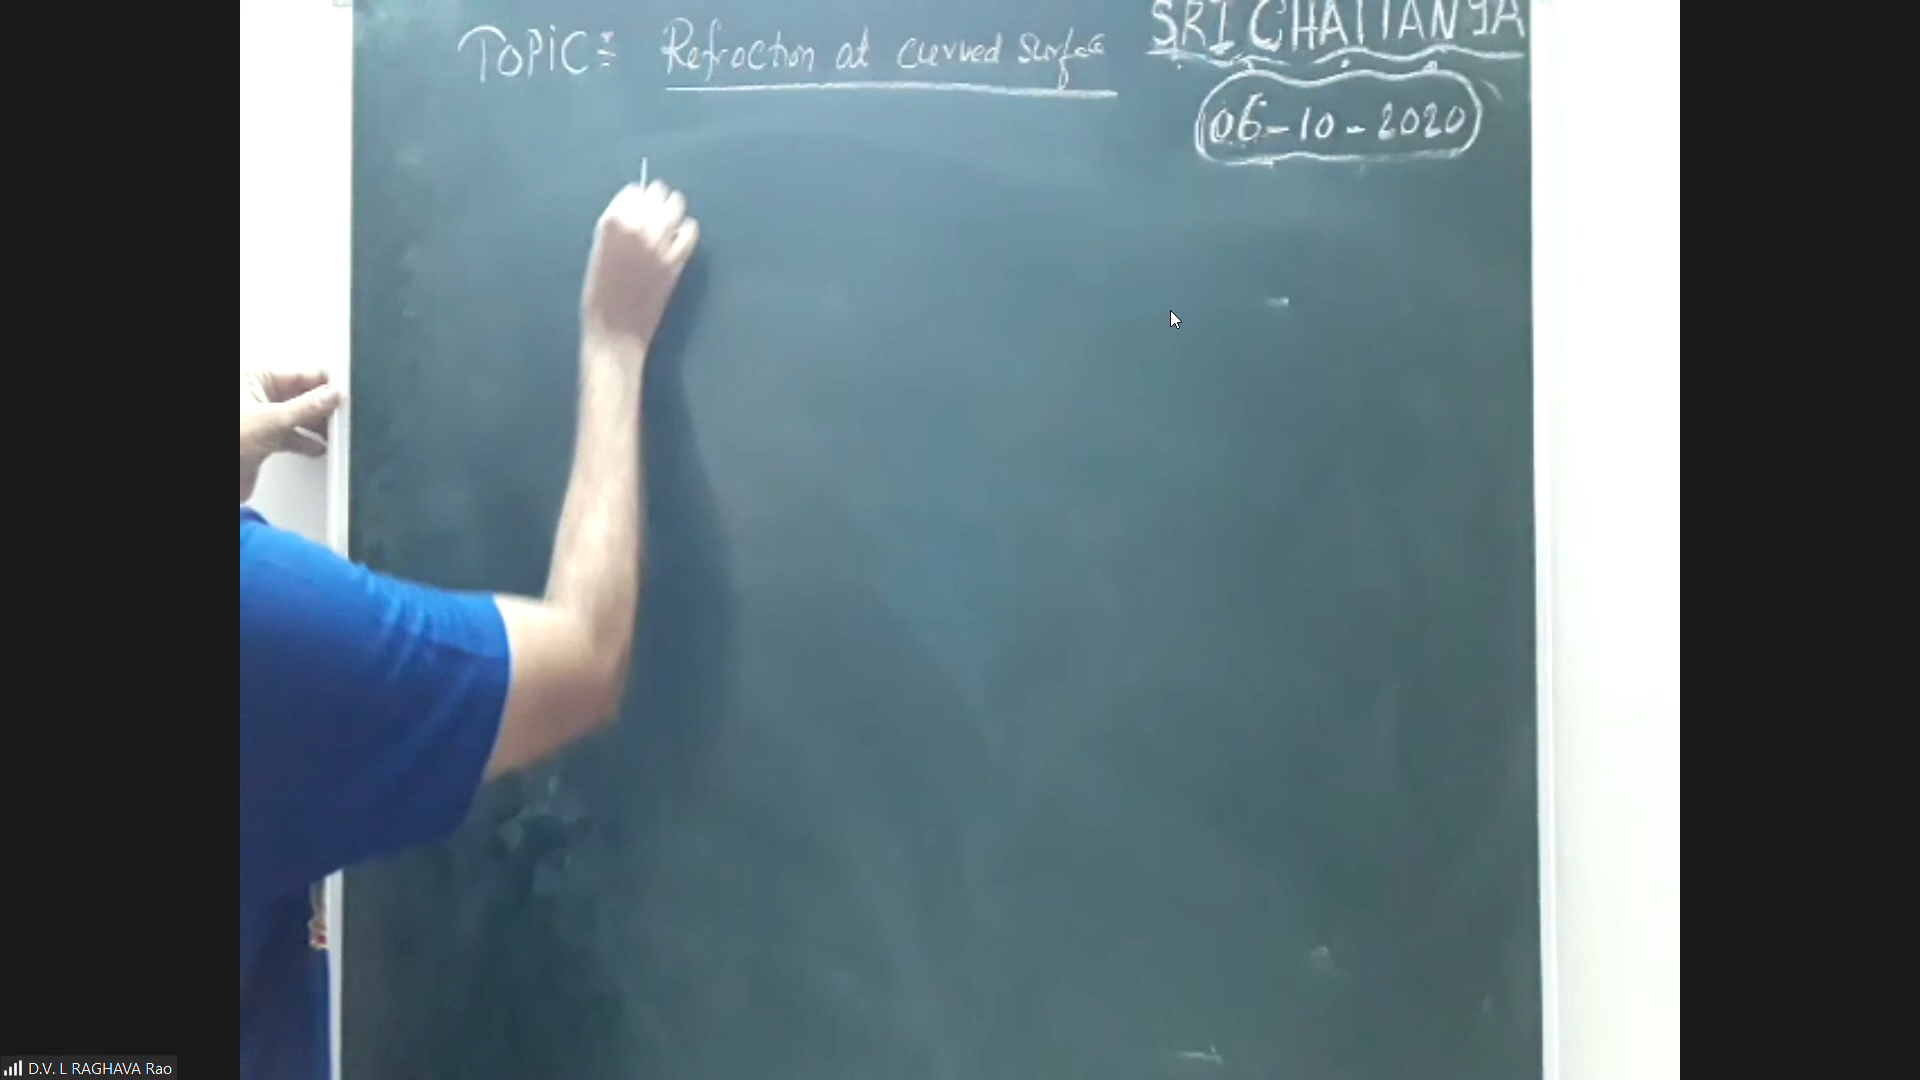 TOPIC:- Refraction at curved Surface
SRI CHAITANYA
06-10-2020
D.V. L RAGHAVA Rao